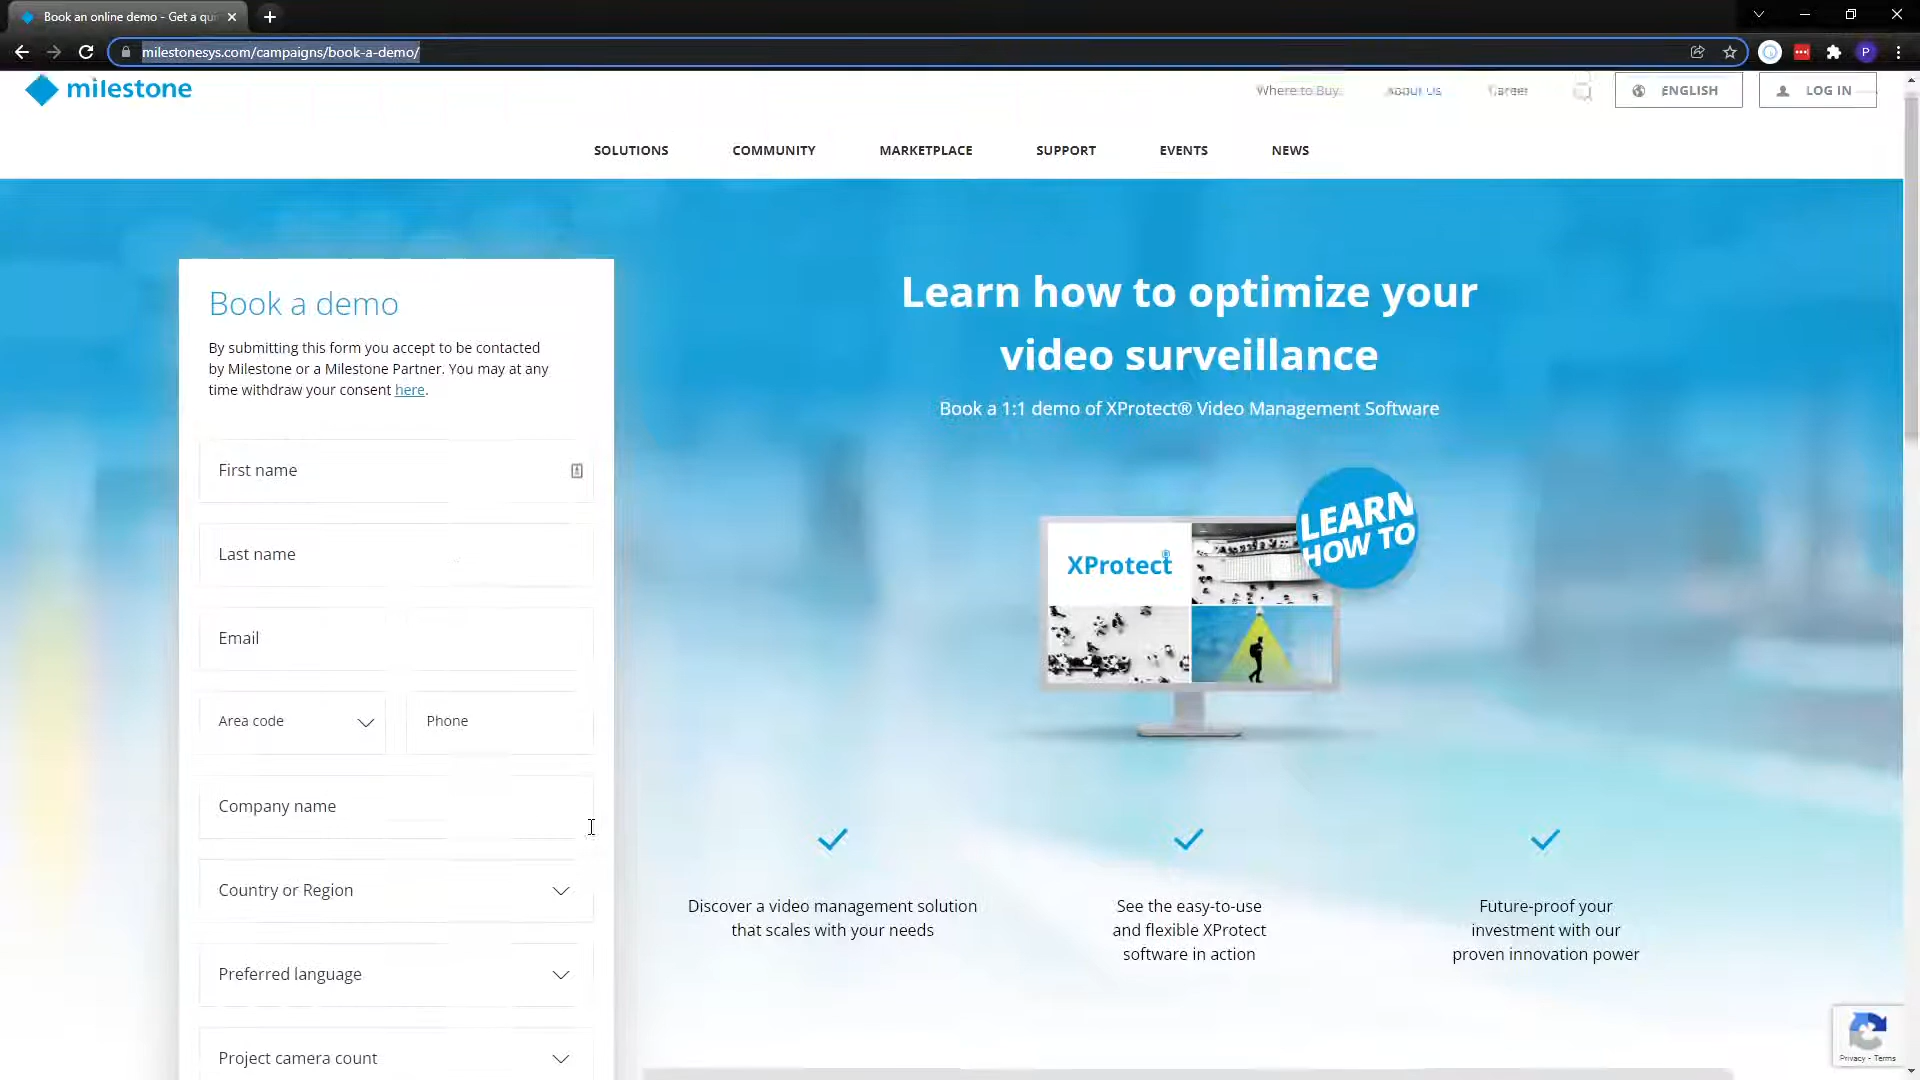 Book an online demo - Get a qu
milestonesys.com/campaigns/book-a-demo/
P
milestone
Where to Buy
About Us
Career
ENGLISH
LOG IN
SOLUTIONS
COMMUNITY
MARKETPLACE
SUPPORT
EVENTS
NEWS
Book a demo
By submitting this form you accept to be contacted
by Milestone or a Milestone Partner. You may at any
time withdraw your consent here.
First name
Last name
Email
Area code
Phone
Company name
Country or Region
Preferred language
Project camera count
Learn how to optimize your
video surveillance
Book a 1:1 demo of XProtect® Video Management Software
LEARN
HOW TO
XProtect®
Discover a video management solution
that scales with your needs
See the easy-to-use
and flexible XProtect
software in action
Future-proof your
investment with our
proven innovation power
Privacy - Terms